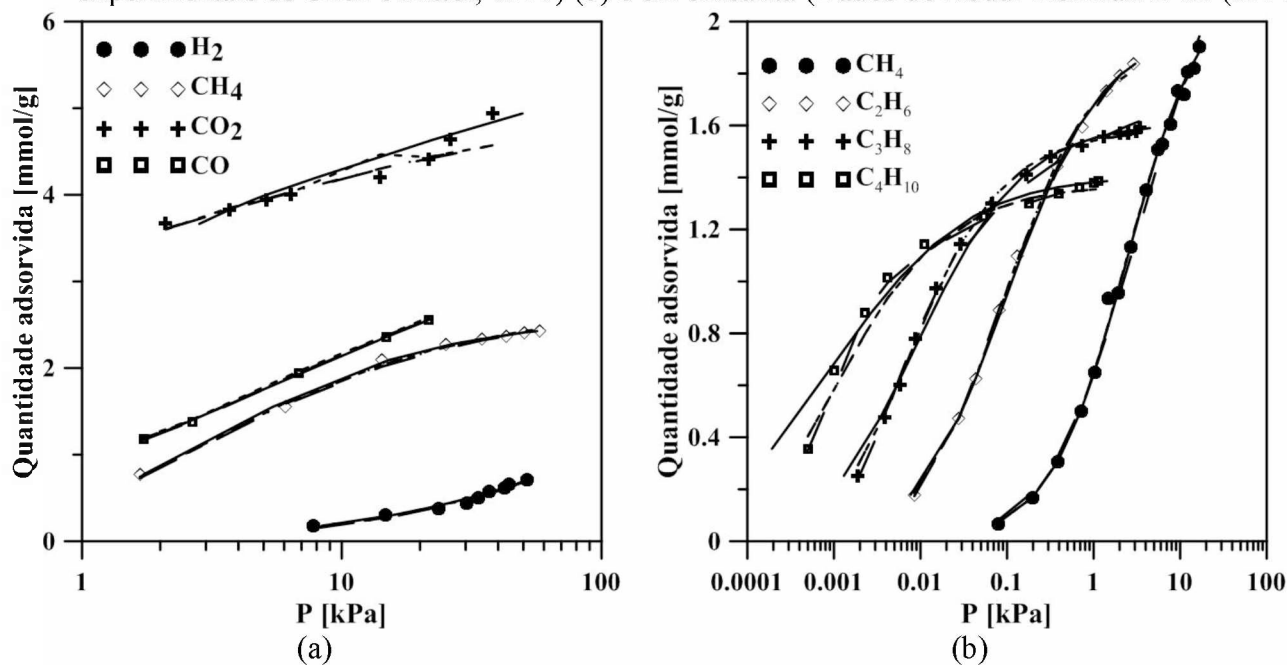 6
4
2
0
Quantidade adsorvida [mmol/g]
H2
CH4
CO2
CO
1 10 100
P [kPa]
(a)
2
1.6
1.2
0.8
0.4
0
Quantidade adsorvida [mmol/g]
CH4
C2H6
C3H8
C4H10
0.0001 0.001 0.01 0.1 1 10 100
P [kPa]
(b)